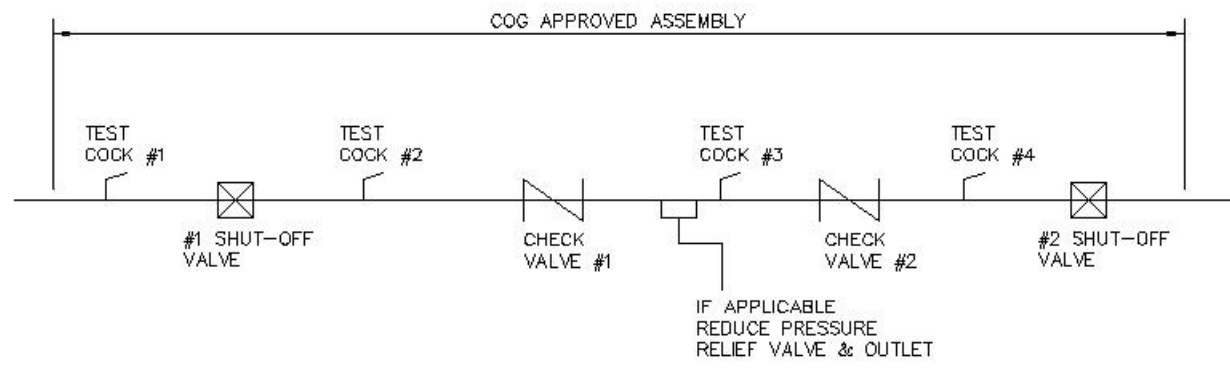 COG APPROVED ASSEMBLY
TEST
COCK #1
TEST
COCK #2
TEST
COCK #3
TEST
COCK #4
#1 SHUT-OFF
VALVE
CHECK
VALVE #1
CHECK
VALVE #2
#2 SHUT-OFF
VALVE
IF APPLICABLE
REDUCE PRESSURE
RELIEF VALVE & OUTLET